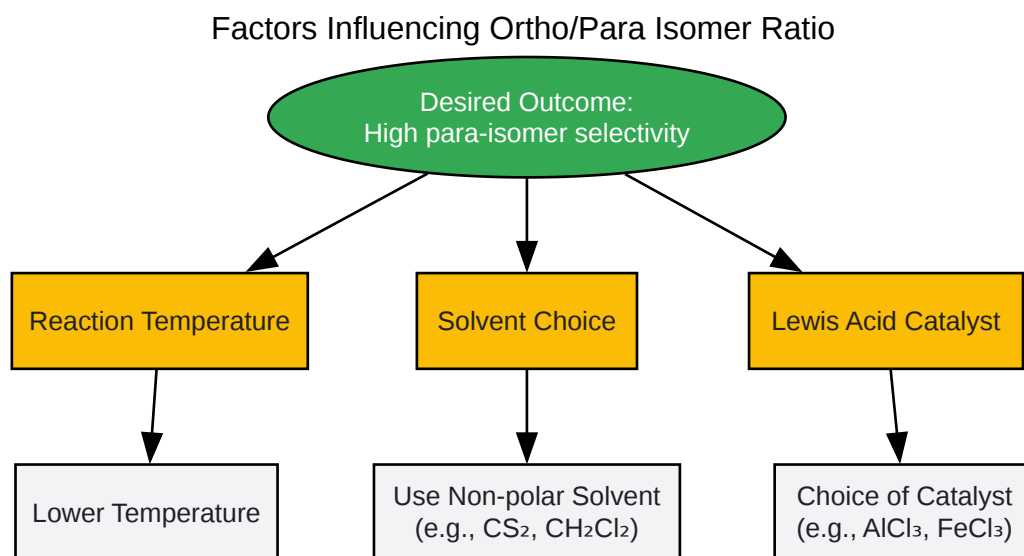 Factors Influencing Ortho/Para Isomer Ratio
Desired Outcome:
High para-isomer selectivity
Reaction Temperature
Solvent Choice
Lewis Acid Catalyst
Lower Temperature
Use Non-polar Solvent
(e.g., CS₂, CH₂Cl₂)
Choice of Catalyst
(e.g., AlCl₃, FeCl₃)